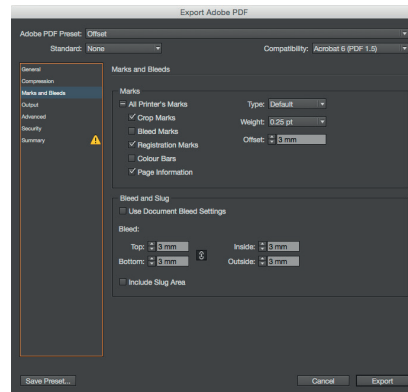 Export Adobe PDF
Adobe PDF Preset: Offset
Standard: None Compatibility: Acrobat 6 (PDF 1.5)
General
Compression
Marks and Bleeds
Output
Advanced
Security
Summary
Marks and Bleeds
Marks
All Printer's Marks
Crop Marks
Bleed Marks
Registration Marks
Colour Bars
Page Information
Type: Default
Weight: 0.25 pt
Offset: 3 mm
Bleed and Slug
Use Document Bleed Settings
Bleed:
Top: 3 mm Inside: 3 mm
Bottom: 3 mm Outside: 3 mm
Include Slug Area
Save Preset... Cancel Export